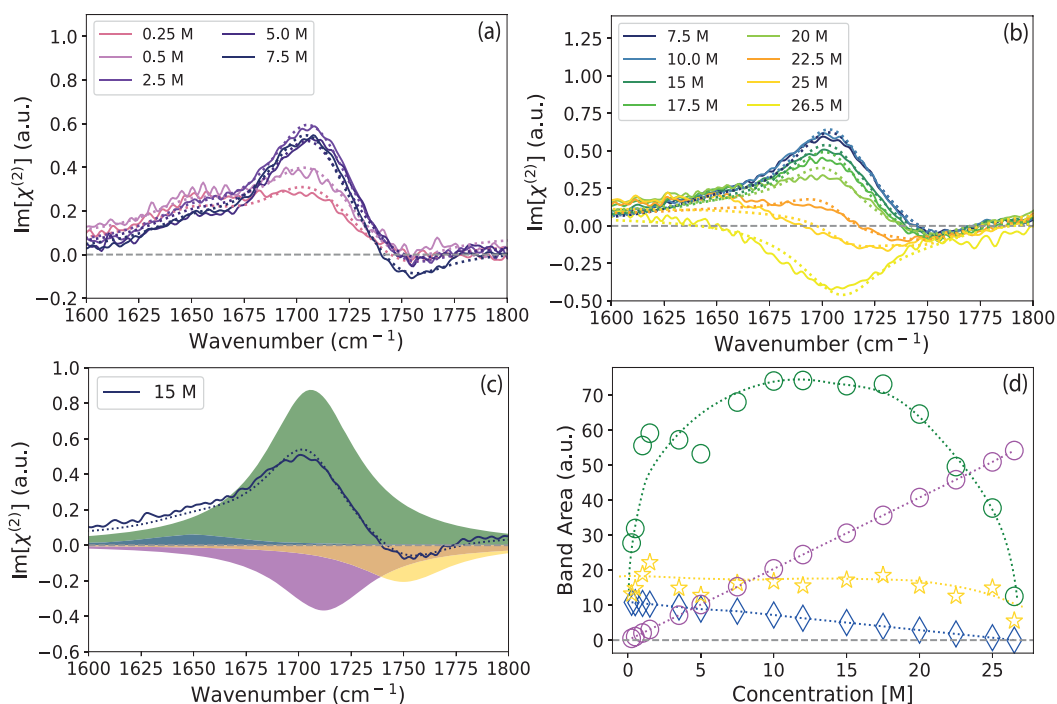 (a)
0.25 M
0.5 M
2.5 M
5.0 M
7.5 M
1.0
0.8
0.6
0.4
0.2
0.0
−0.2
Im[χ(2)] (a.u.)
1600 1625 1650 1675 1700 1725 1750 1775 1800
Wavenumber (cm−1)
(b)
7.5 M
10.0 M
15 M
17.5 M
20 M
22.5 M
25 M
26.5 M
1.25
1.00
0.75
0.50
0.25
0.00
−0.25
−0.50
Im[χ(2)] (a.u.)
1600 1625 1650 1675 1700 1725 1750 1775 1800
Wavenumber (cm−1)
(c)
15 M
1.0
0.8
0.6
0.4
0.2
0.0
−0.2
−0.4
−0.6
Im[χ(2)] (a.u.)
1600 1625 1650 1675 1700 1725 1750 1775 1800
Wavenumber (cm−1)
(d)
70
60
50
40
30
20
10
0
Band Area (a.u.)
0 5 10 15 20 25
Concentration [M]